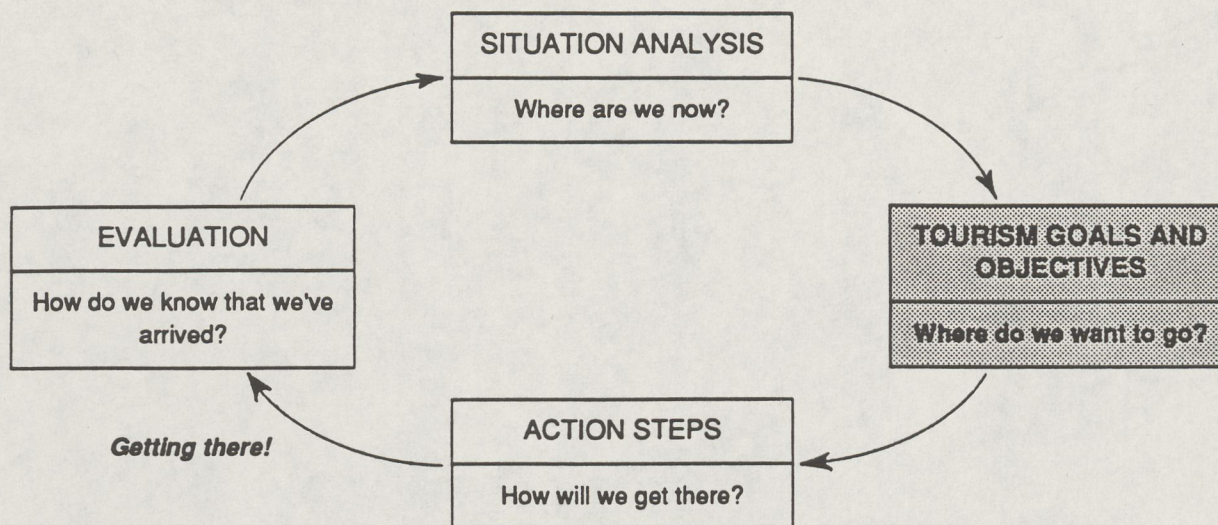 SITUATION ANALYSIS
Where are we now?
TOURISM GOALS AND
OBJECTIVES
Where do we want to go?
ACTION STEPS
How will we get there?
Getting there!
EVALUATION
How do we know that we've
arrived?